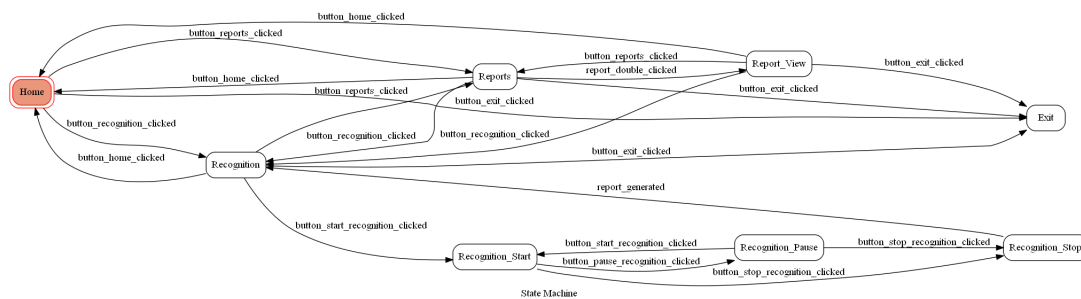 button_home_clicked
button_reports_clicked
button_reports_clicked
button_exit_clicked
Report_View
report_double_clicked
Reports
button_home_clicked
Home
button_reports_clicked
button_exit_clicked
button_exit_clicked
Exit
button_recognition_clicked
button_recognition_clicked
button_recognition_clicked
button_home_clicked
button_exit_clicked
Recognition
report_generated
button_start_recognition_clicked
button_start_recognition_clicked
Recognition_Pause
button_stop_recognition_clicked
Recognition_Stop
Recognition_Start
button_pause_recognition_clicked
button_stop_recognition_clicked
State Machine